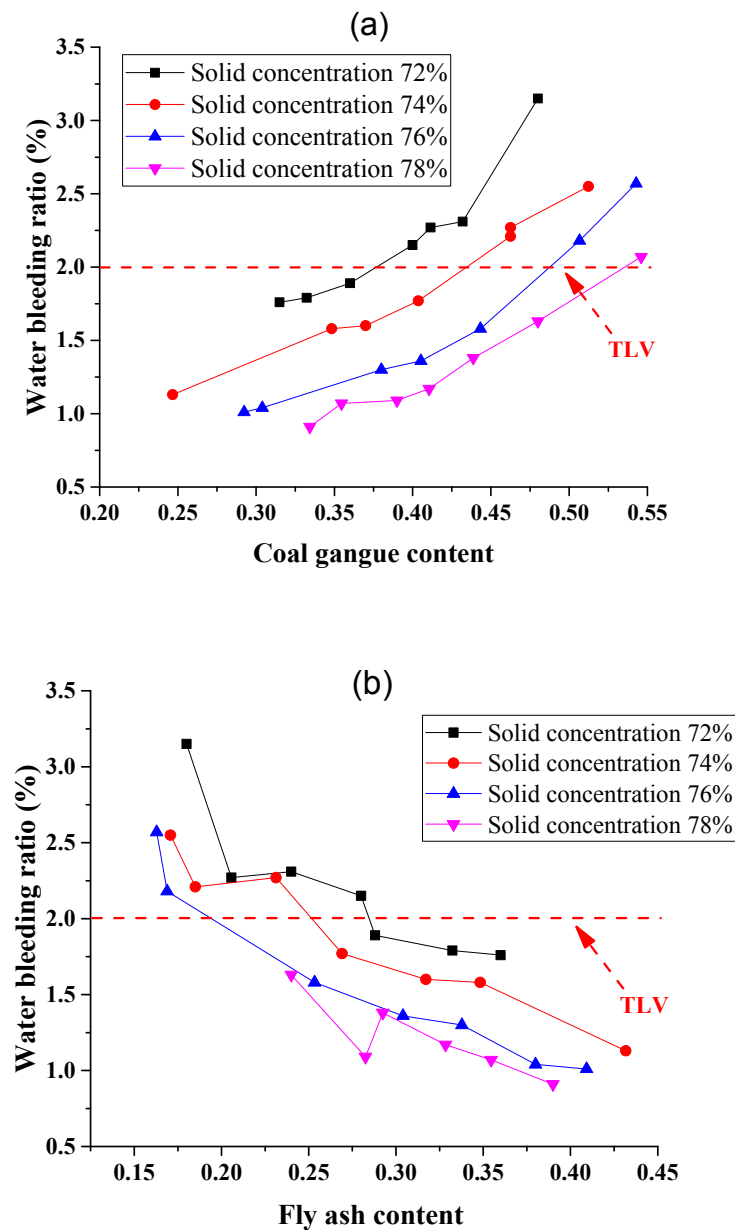 (a)
3.5
3.0
2.5
2.0
1.5
1.0
0.5
Water bleeding ratio (%)
Solid concentration 72%
Solid concentration 74%
Solid concentration 76%
Solid concentration 78%
TLV
0.20 0.25 0.30 0.35 0.40 0.45 0.50 0.55
Coal gangue content
(b)
3.5
3.0
2.5
2.0
1.5
1.0
0.5
Water bleeding ratio (%)
Solid concentration 72%
Solid concentration 74%
Solid concentration 76%
Solid concentration 78%
TLV
0.15 0.20 0.25 0.30 0.35 0.40 0.45
Fly ash content